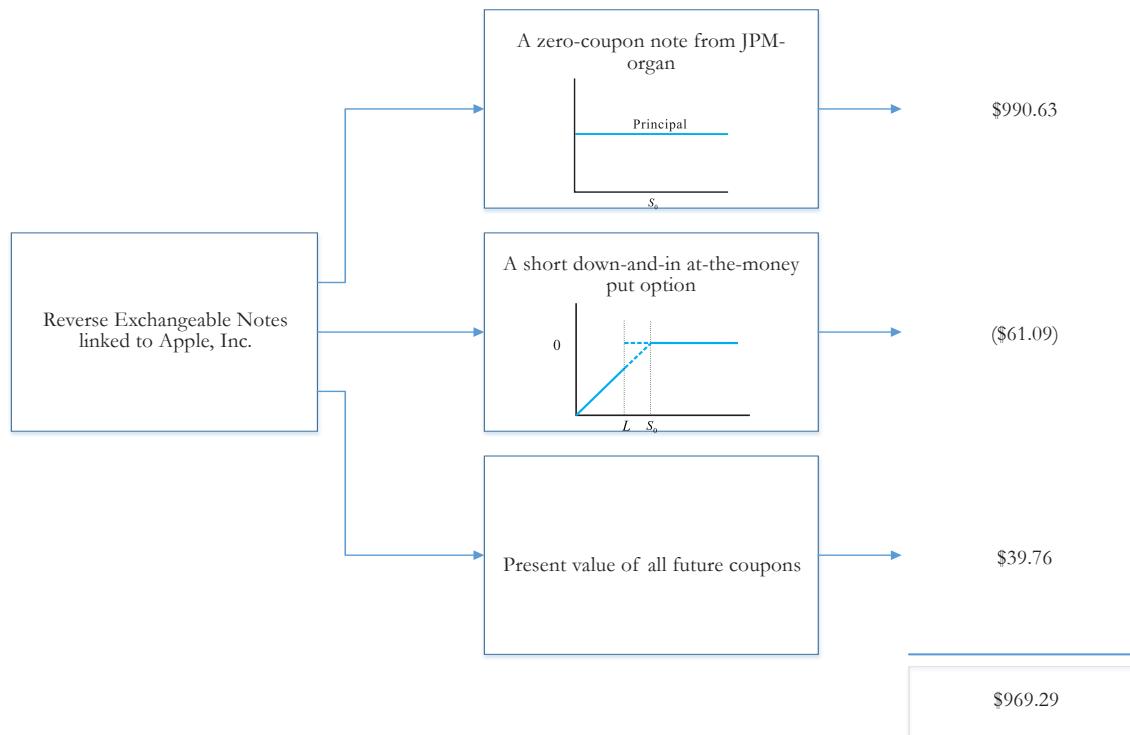 A zero-coupon note from JPM-
organ
Principal
S₀
$990.63
Reverse Exchangeable Notes
linked to Apple, Inc.
A short down-and-in at-the-money
put option
0
L S₀
($61.09)
Present value of all future coupons
$39.76
$969.29